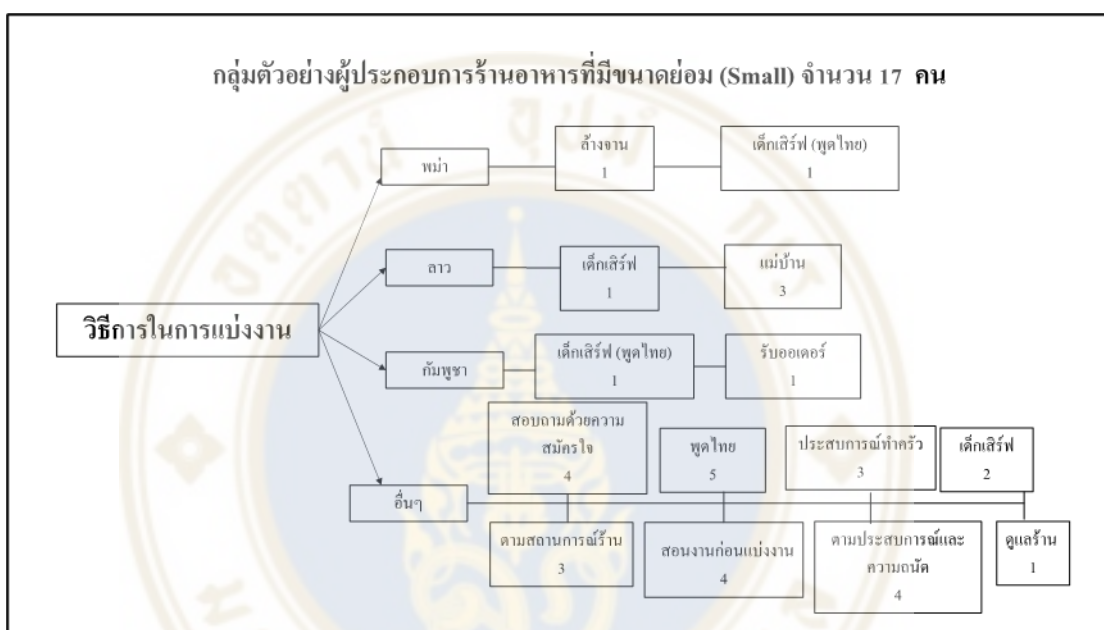 กลุ่มตัวอย่างผู้ประกอบการร้านอาหารที่มีขนาดย่อม (Small) จำนวน 17 คน
วิธีการในการแบ่งงาน
พม่า
ล้างจาน
1
เด็กเสิร์ฟ (พูดไทย)
1
ลาว
เด็กเสิร์ฟ
1
แม่บ้าน
3
กัมพูชา
เด็กเสิร์ฟ (พูดไทย)
1
รับออเดอร์
1
อื่นๆ
สอบถามด้วยความ
สมัครใจ
4
พูดไทย
5
ประสบการณ์ทำครัว
3
เด็กเสิร์ฟ
2
ตามสถานการณ์ร้าน
3
สอนงานก่อนแบ่งงาน
4
ตามประสบการณ์และ
ความถนัด
4
ดูแลร้าน
1